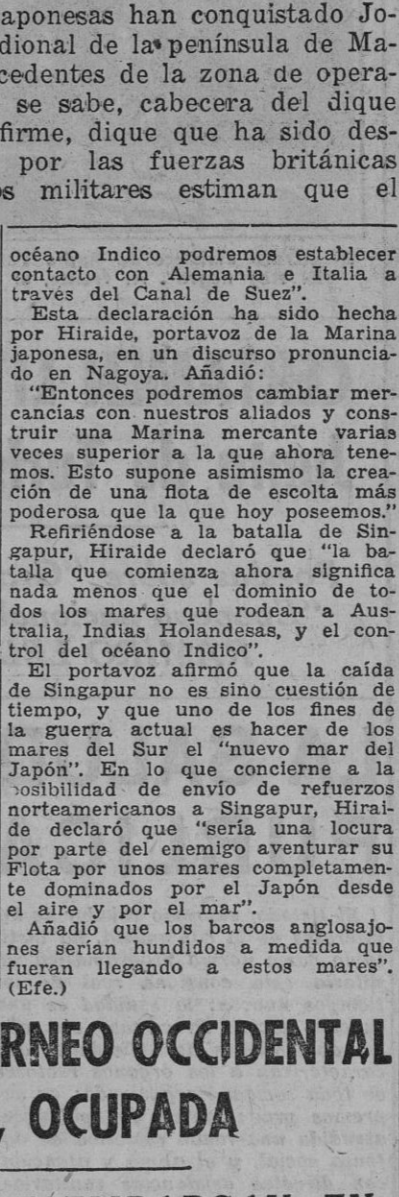 aponesas han conquistado Jo-
dional de la península de Ma-
cedentes de la zona de opera-
se sabe, cabecera del dique
firme, dique que ha sido des-
por las fuerzas británicas
os militares estiman que el
océano Indico podremos establecer
contacto con Alemania e Italia a
través del Canal de Suez".
Esta declaración ha sido hecha
por Hiraide, portavoz de la Marina
japonesa, en un discurso pronuncia-
do en Nagoya. Añadió:
"Entonces podremos cambiar mer-
cancías con nuestros aliados y cons-
truir una Marina mercante varias
veces superior a la que ahora tene-
mos. Esto supone asimismo la crea-
ción de una flota de escolta más
poderosa que la que hoy poseemos."
Refiriéndose a la batalla de Sin-
gapur, Hiraide declaró que "la ba-
talla que comienza ahora significa
nada menos que el dominio de to-
dos los mares que rodean a Aus-
tralia, Indias Holandesas, y el con-
trol del océano Indico".
El portavoz afirmó que la caída
de Singapur no es sino cuestión de
tiempo, y que uno de los fines de
la guerra actual es hacer de los
mares del Sur el "nuevo mar del
Japón". En lo que concierne a la
posibilidad de envío de refuerzos
norteamericanos a Singapur, Hirai-
de declaró que "sería una locura
por parte del enemigo aventurar su
Flota por unos mares completamen-
te dominados por el Japón desde
el aire y por el mar".
Añadió que los barcos anglosajo-
nes serían hundidos a medida que
fueran llegando a estos mares".
(Efe.)
RNEO OCCIDENTAL
, OCUPADA